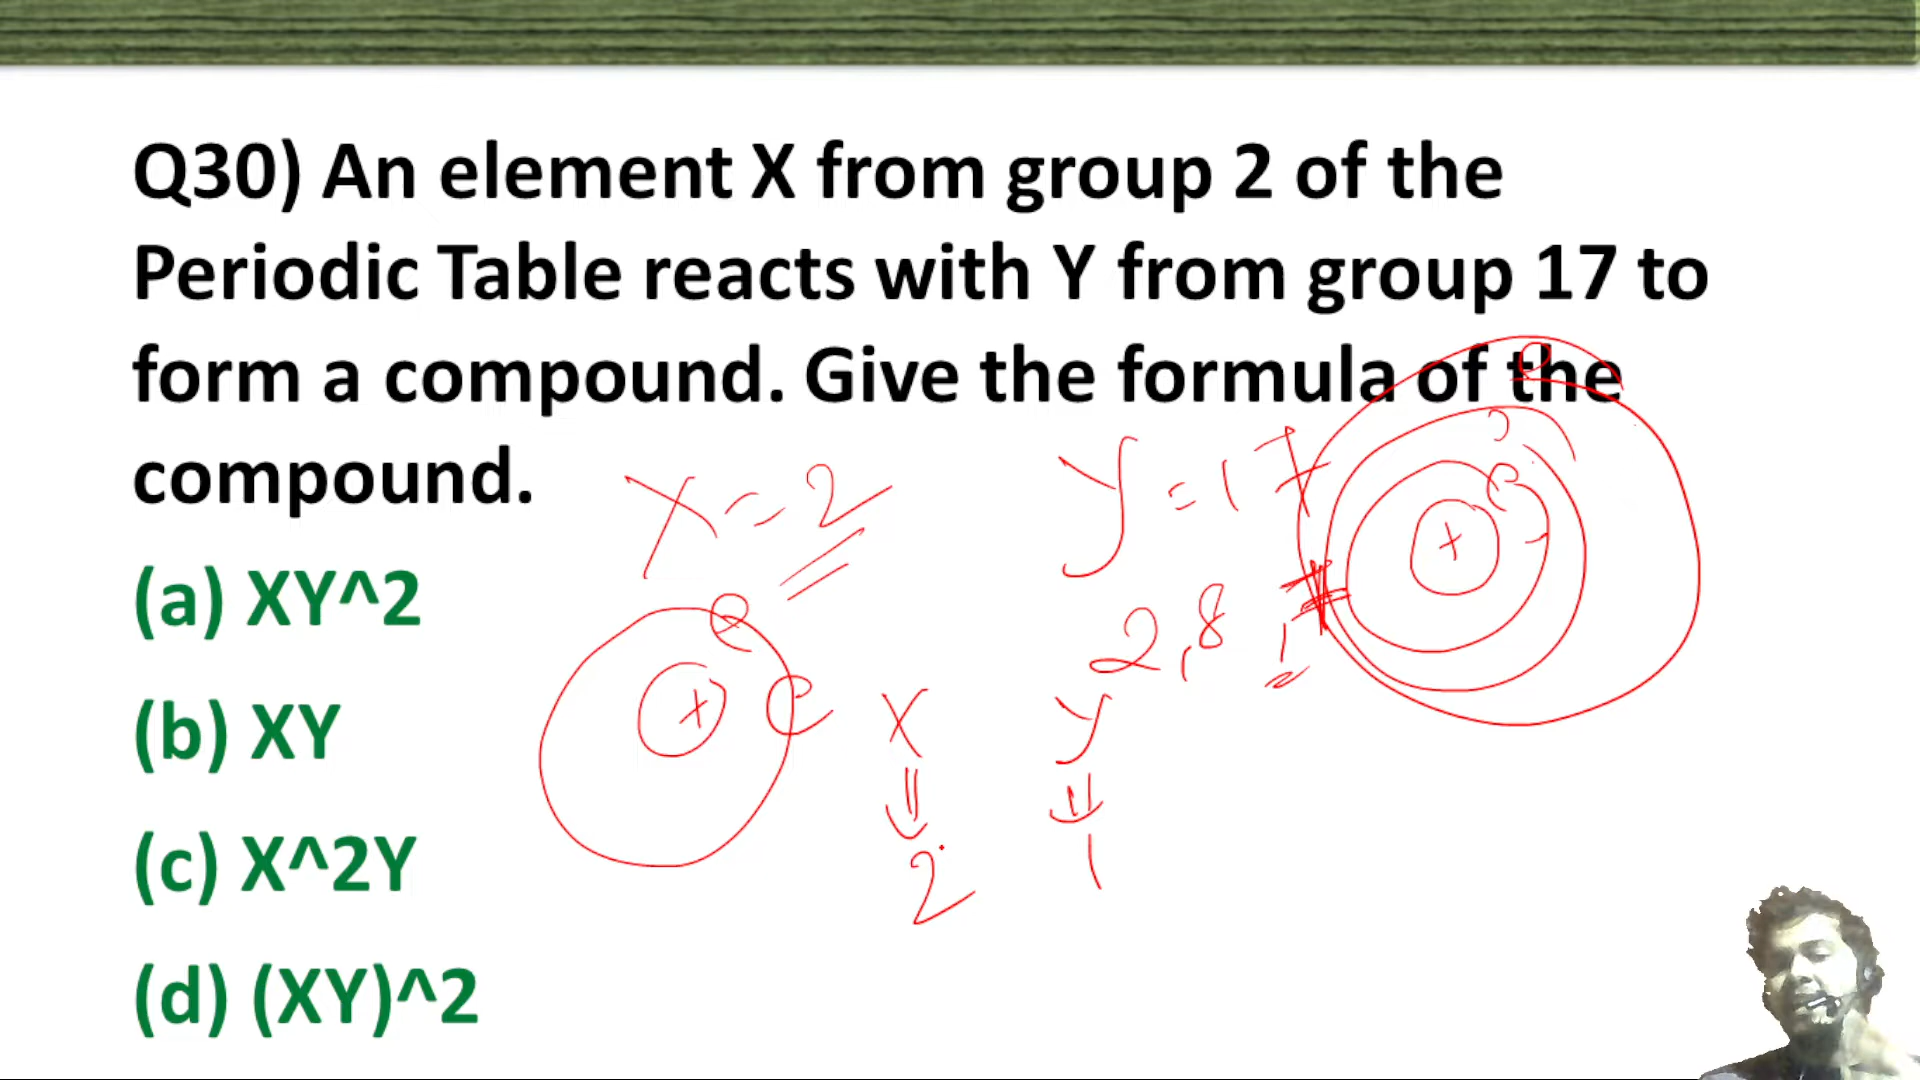 Q30) An element X from group 2 of the
Periodic Table reacts with Y from group 17 to
form a compound. Give the formula of the
compound.
X = 2
Y = 17
(a) XY^2
2,8
(b) XY
X Y
2 1
(c) X^2Y
(d) (XY)^2